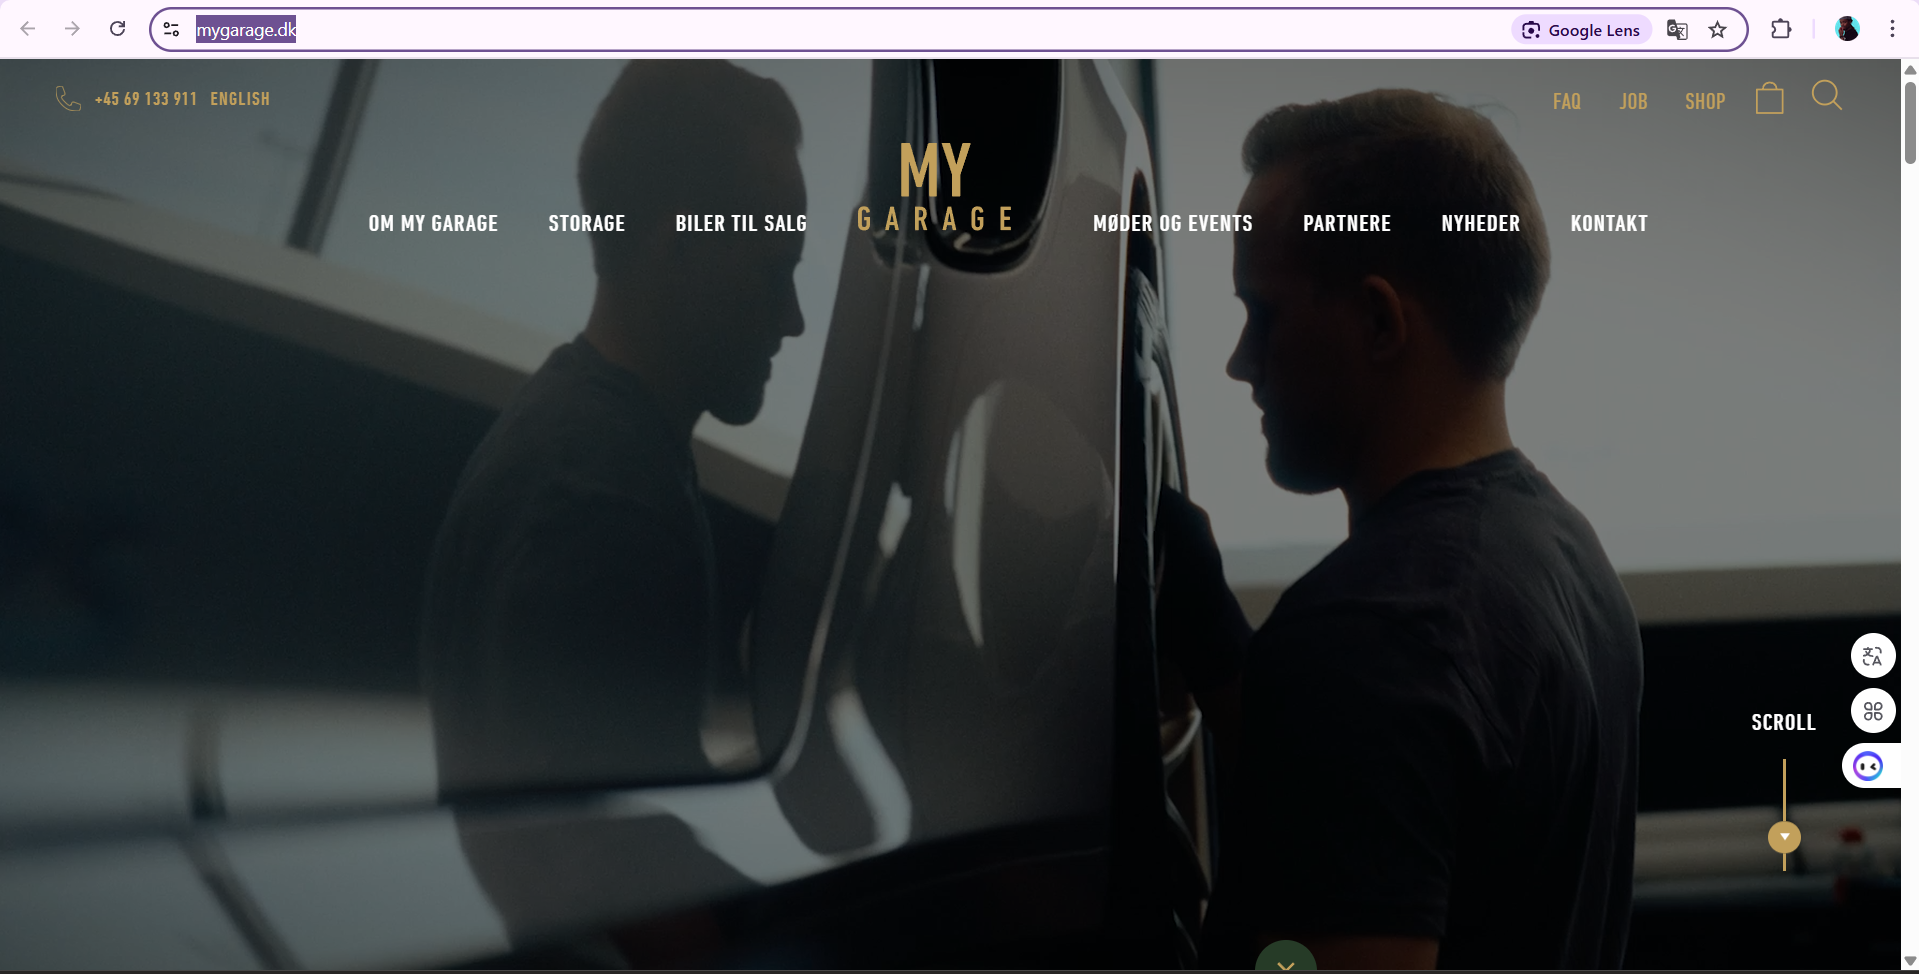 mygarage.dk
Google Lens
+45 69 133 911 ENGLISH
FAQ JOB SHOP
MY
GARAGE
OM MY GARAGE STORAGE BILER TIL SALG MØDER OG EVENTS PARTNERE NYHEDER KONTAKT
SCROLL